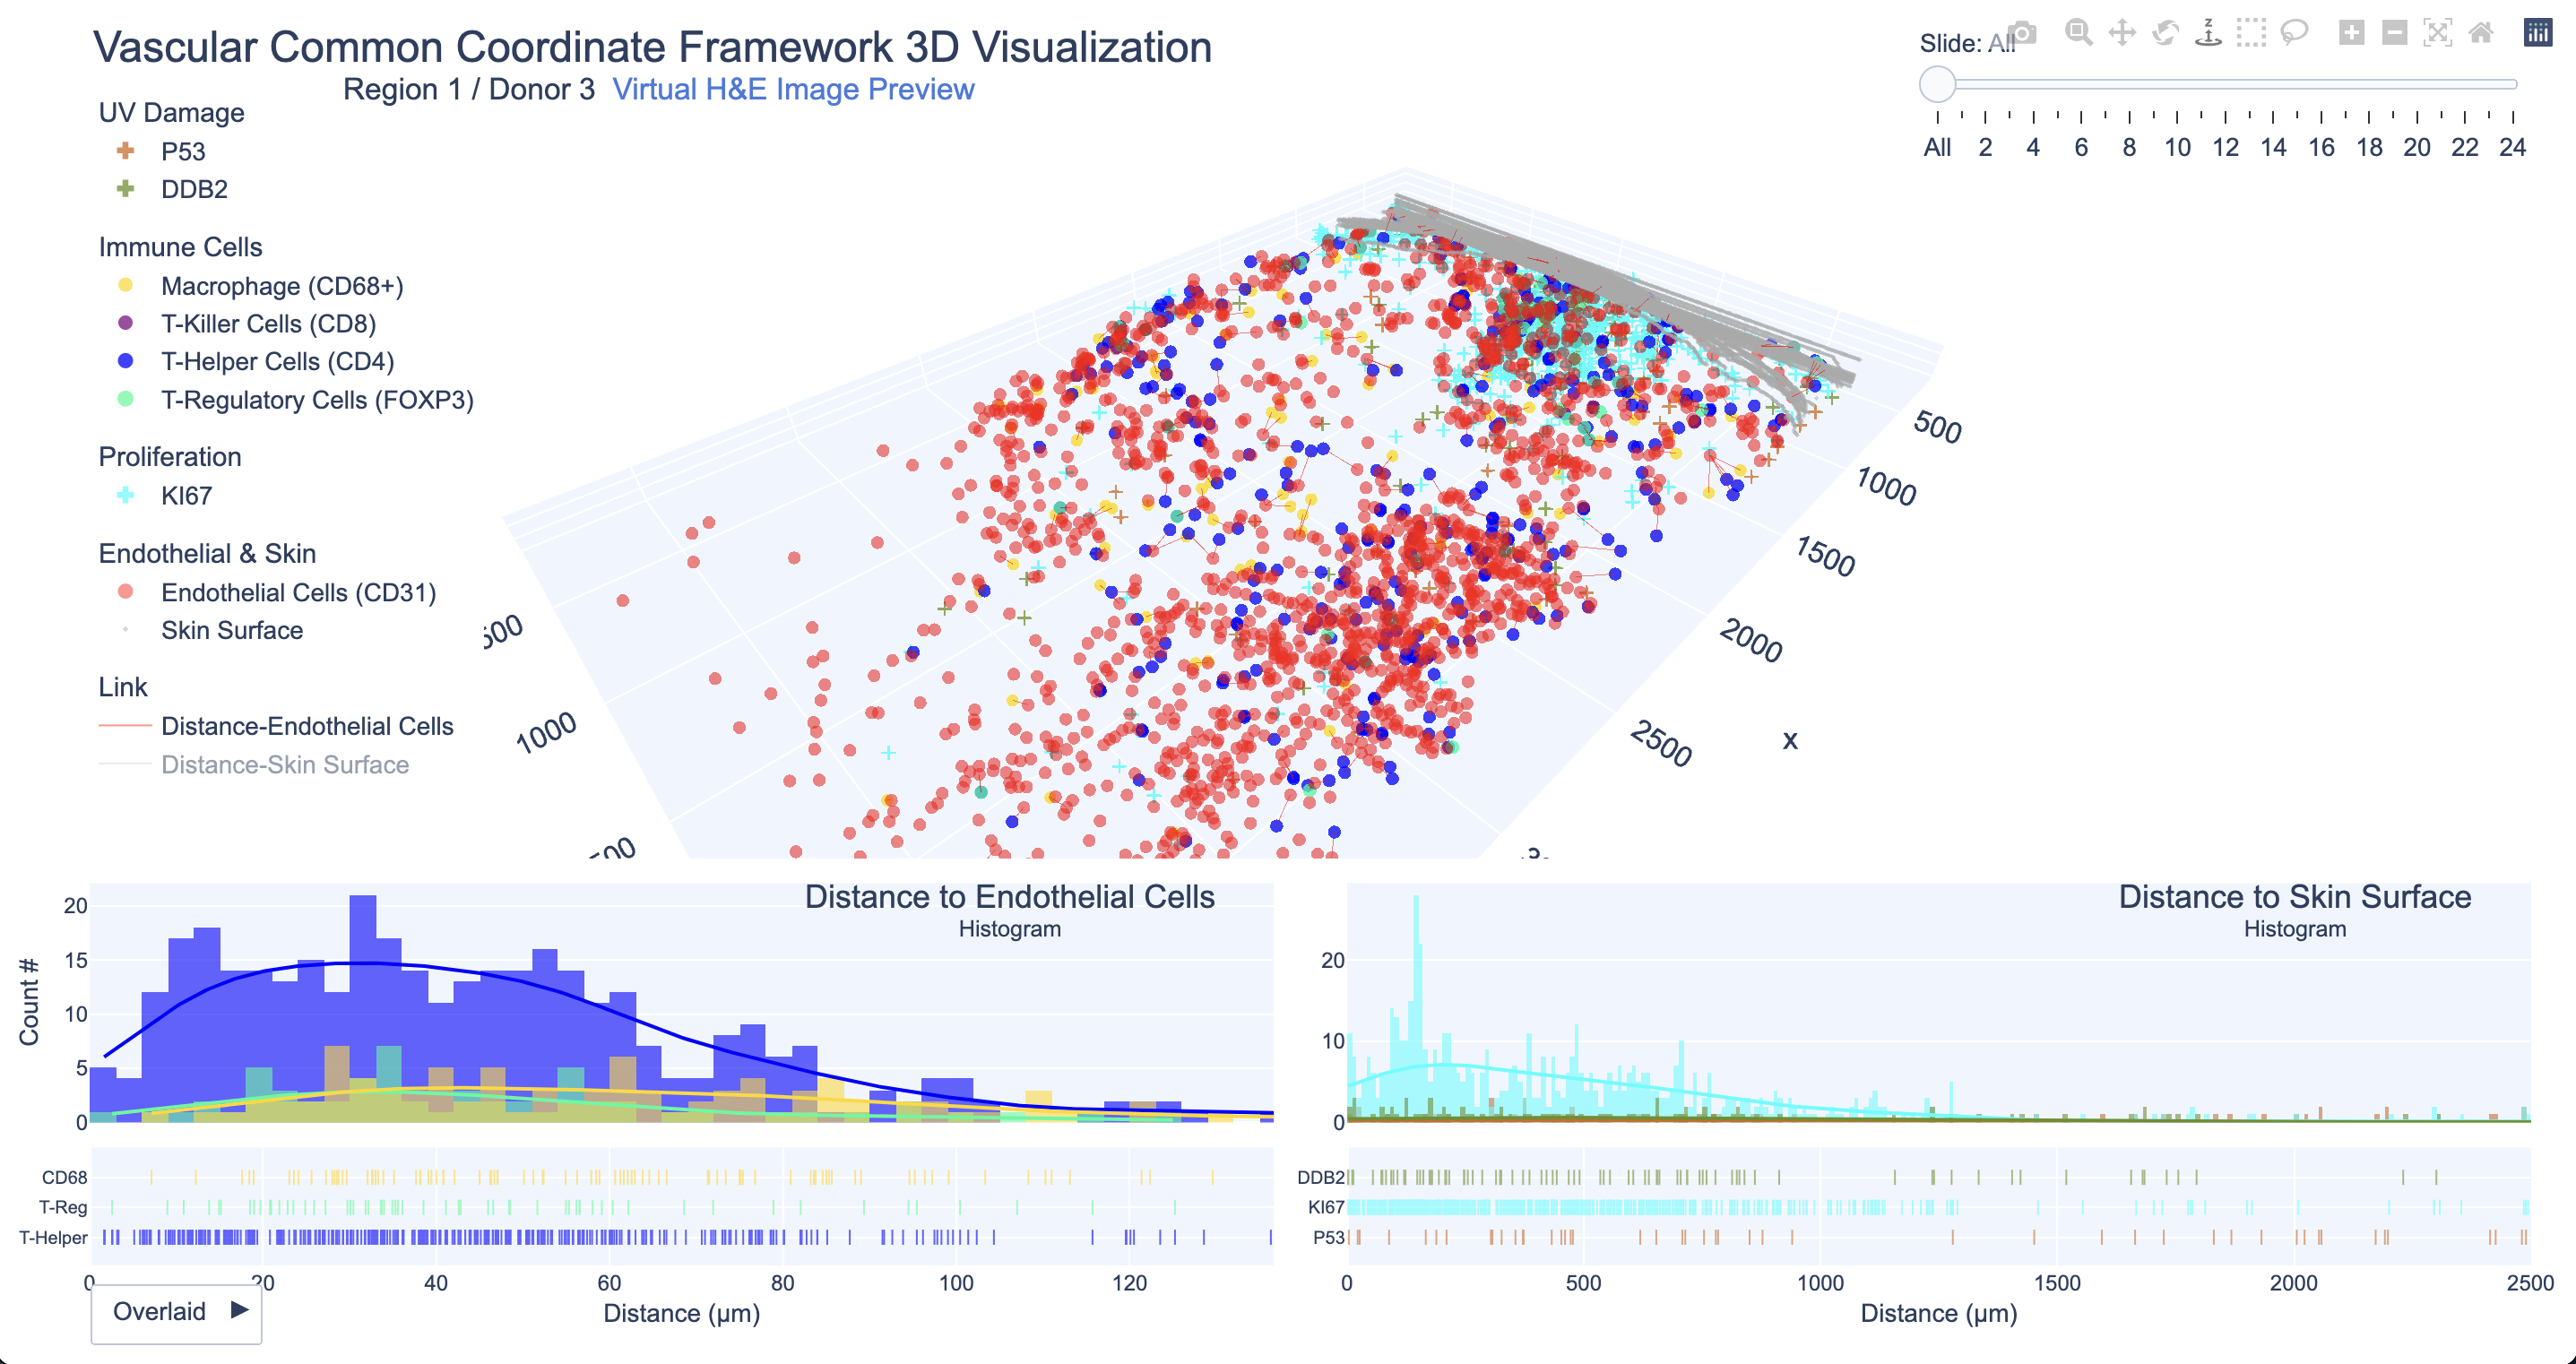 Vascular Common Coordinate Framework 3D Visualization
Region 1 / Donor 3 Virtual H&E Image Preview
Slide: All
All 2 4 6 8 10 12 14 16 18 20 22 24
UV Damage
P53
DDB2
Immune Cells
Macrophage (CD68+)
T-Killer Cells (CD8)
T-Helper Cells (CD4)
T-Regulatory Cells (FOXP3)
Proliferation
KI67
Endothelial & Skin
Endothelial Cells (CD31)
Skin Surface
Link
Distance-Endothelial Cells
Distance-Skin Surface
z
500
1000
1500
2000
2500
x
500
1000
Distance to Endothelial Cells
Histogram
Count #
20
15
10
5
0
CD68
T-Reg
T-Helper
0 20 40 60 80 100 120
Distance (μm)
Overlaid ▶
Distance to Skin Surface
Histogram
20
10
0
DDB2
KI67
P53
0 500 1000 1500 2000 2500
Distance (μm)